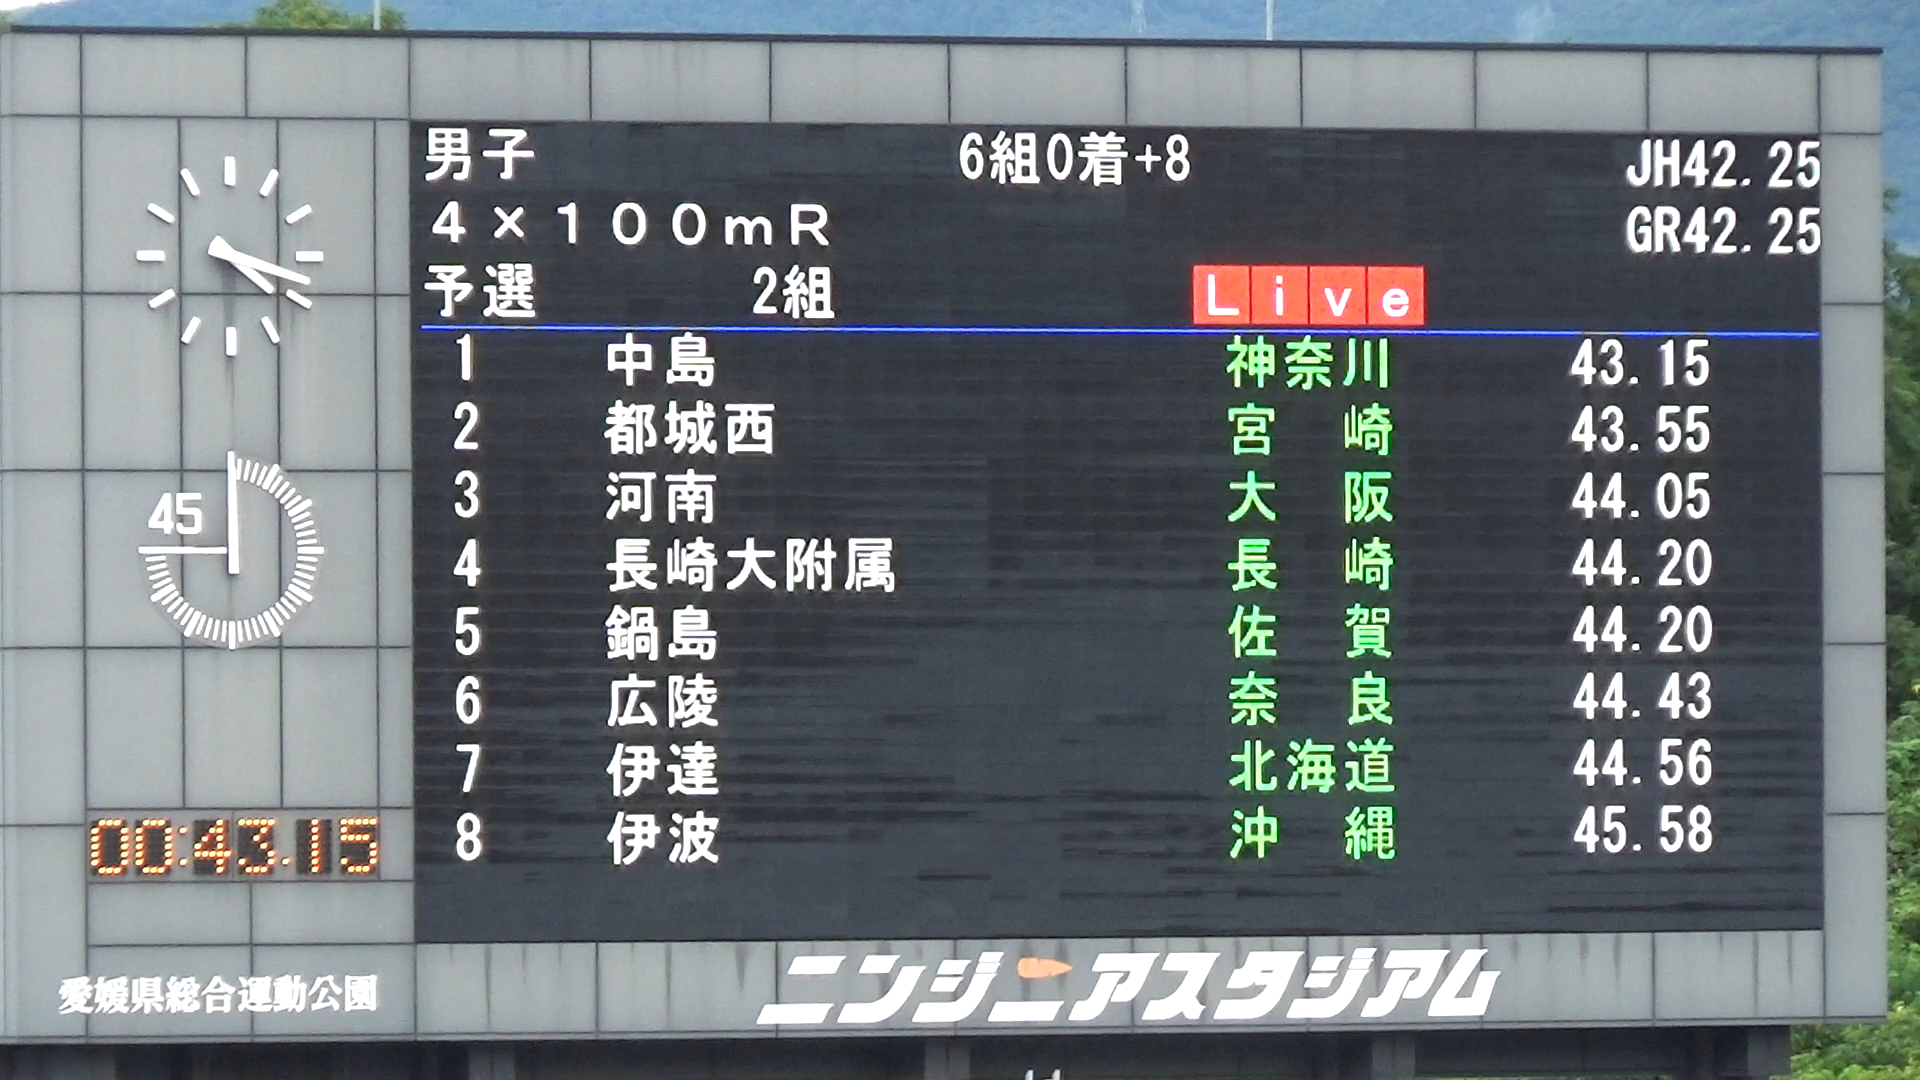 男子 6組0着+8 JH42.25
4×100mR GR42.25
予選 2組 Live
1 中島 神奈川 43.15
2 都城西 宮崎 43.55
3 河南 大阪 44.05
4 長崎大附属 長崎 44.20
5 鍋島 佐賀 44.20
6 広陵 奈良 44.43
7 伊達 北海道 44.56
8 伊波 沖縄 45.58
45
00:43.15
愛媛県総合運動公園
ニンジニアスタジアム